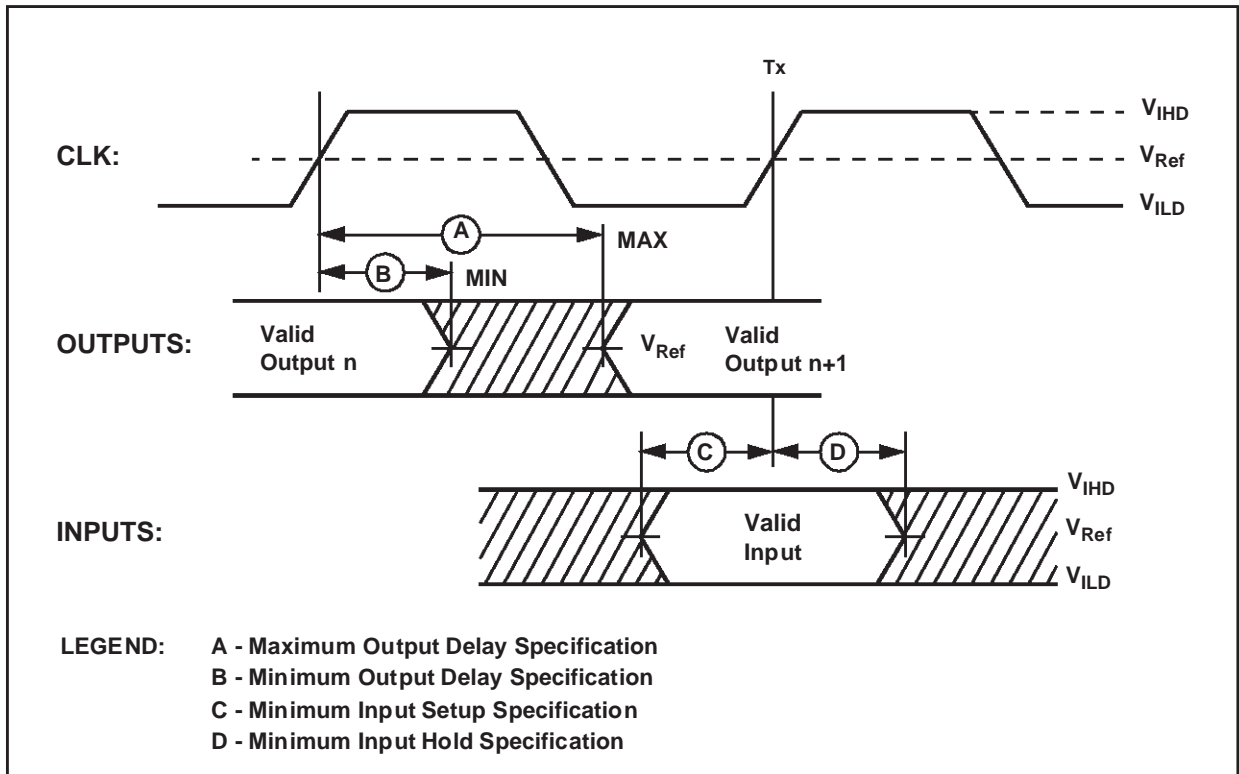 Tx
V_IHD
CLK:
V_Ref
V_ILD
A
MAX
B
MIN
OUTPUTS:
Valid
Output n
V_Ref
Valid
Output n+1
C
D
V_IHD
INPUTS:
Valid
Input
V_Ref
V_ILD
LEGEND:
A - Maximum Output Delay Specification
B - Minimum Output Delay Specification
C - Minimum Input Setup Specification
D - Minimum Input Hold Specification